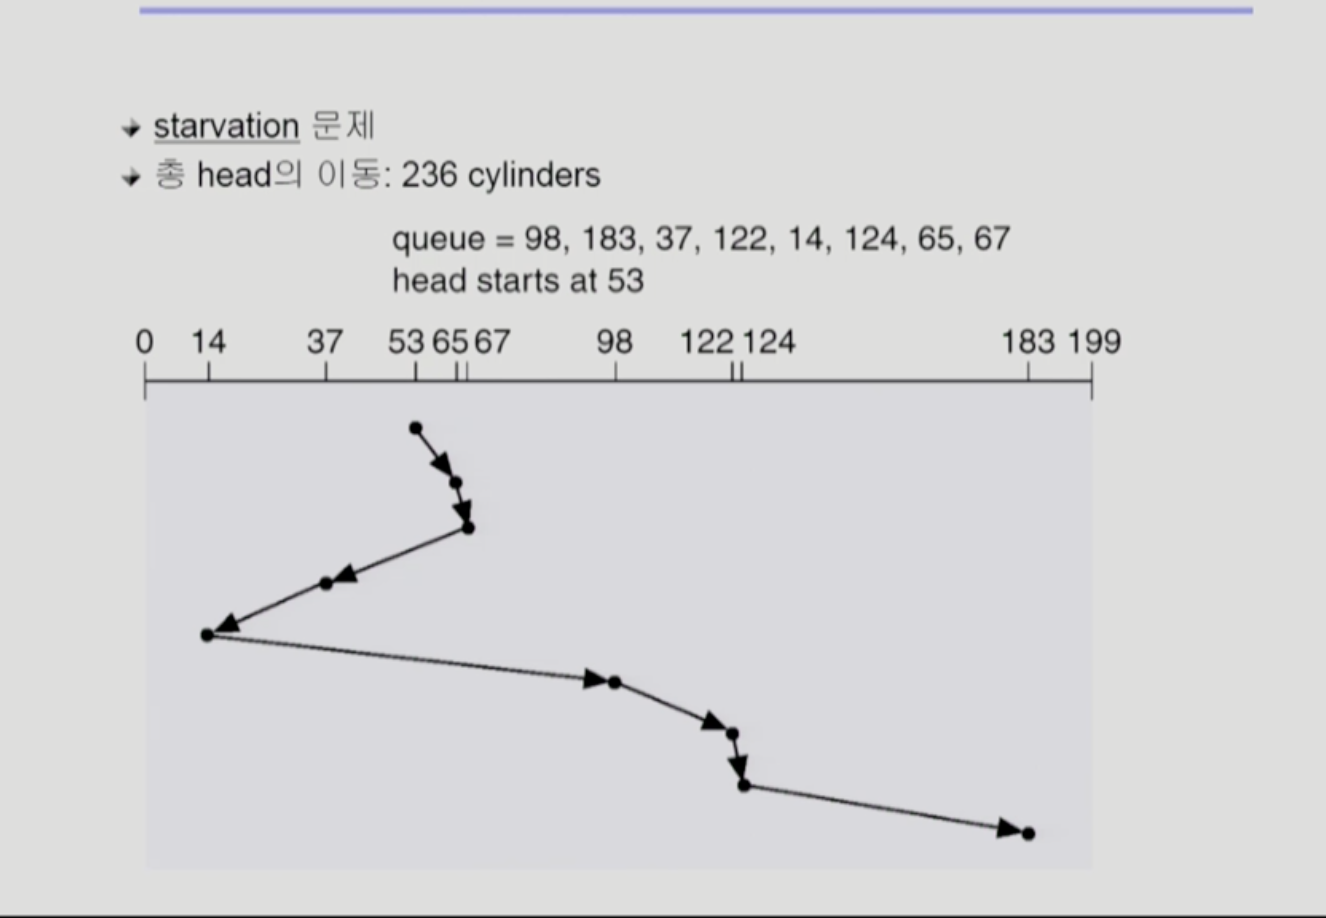 starvation 문제
총 head의 이동: 236 cylinders
queue = 98, 183, 37, 122, 14, 124, 65, 67
head starts at 53
0 14 37 53 65 67 98 122 124 183 199